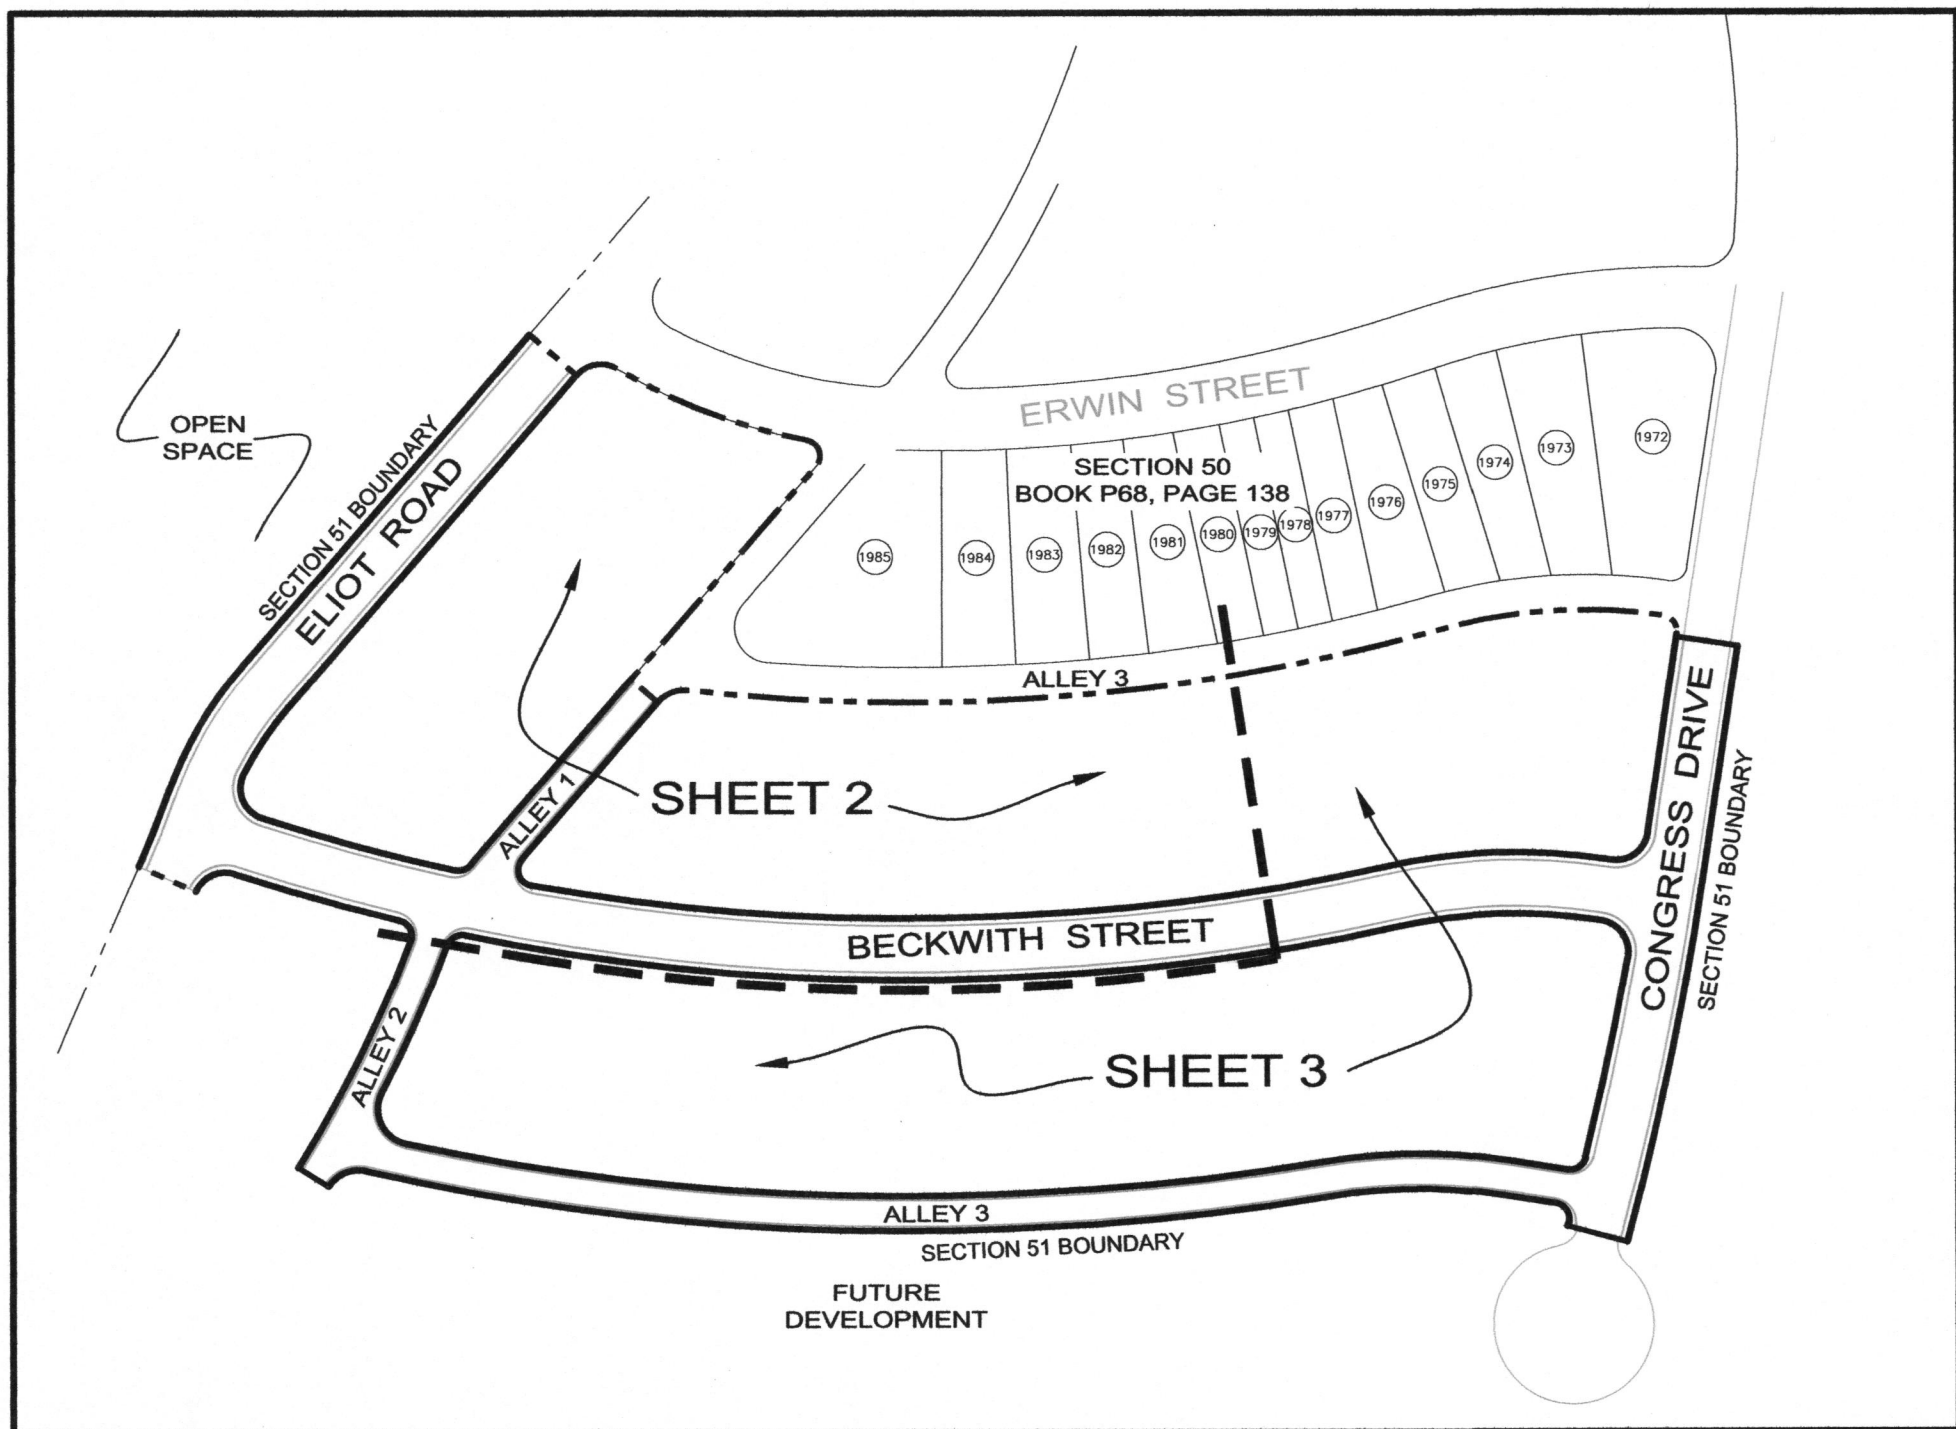 ERWIN STREET
OPEN
SPACE
SECTION 51 BOUNDARY
ELIOT ROAD
SECTION 50
BOOK P68, PAGE 138
1985
1984
1983
1982
1981
1980
1979
1978
1977
1976
1975
1974
1973
1972
ALLEY 3
ALLEY 1
SHEET 2
CONGRESS DRIVE
SECTION 51 BOUNDARY
BECKWITH STREET
ALLEY 2
SHEET 3
ALLEY 3
SECTION 51 BOUNDARY
FUTURE
DEVELOPMENT